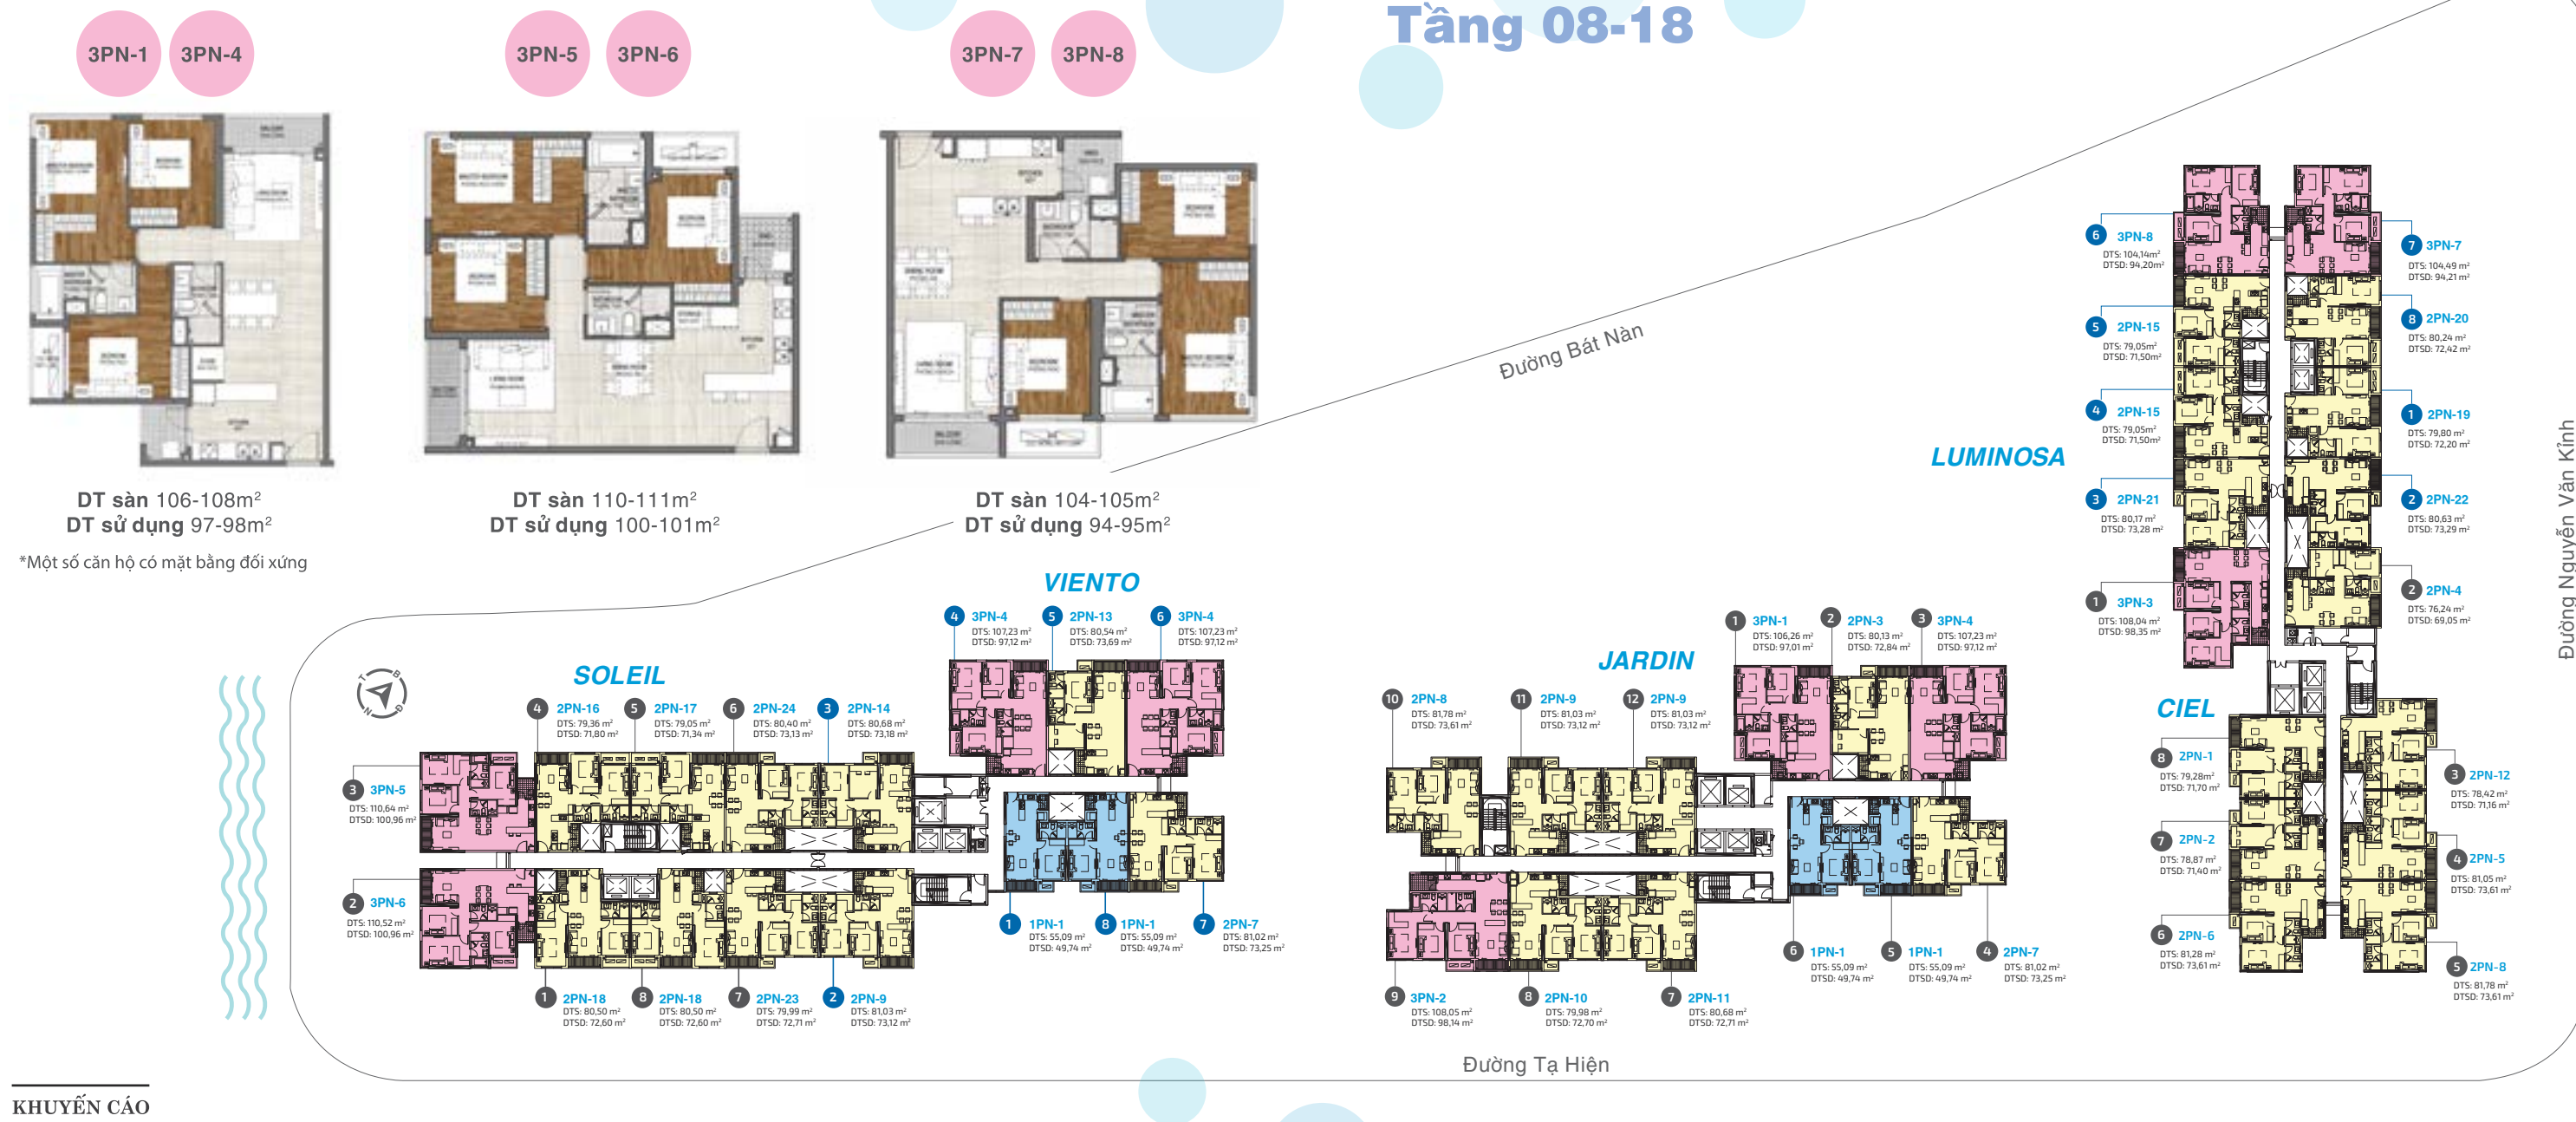 Tầng 08-18
3PN-1
3PN-4
3PN-5
3PN-6
3PN-7
3PN-8
DT sàn 106-108m²
DT sử dụng 97-98m²
DT sàn 110-111m²
DT sử dụng 100-101m²
DT sàn 104-105m²
DT sử dụng 94-95m²
*Một số căn hộ có mặt bằng đối xứng
Đường Bát Nàn
Đường Nguyễn Văn Kỉnh
Đường Tạ Hiện
SOLEIL
4 2PN-16
DTS: 79,36 m²
DTSD: 71,80 m²
5 2PN-17
DTS: 79,05 m²
DTSD: 71,34 m²
6 2PN-24
DTS: 80,40 m²
DTSD: 73,13 m²
3 2PN-14
DTS: 80,68 m²
DTSD: 73,18 m²
3 3PN-5
DTS: 110,64 m²
DTSD: 100,96 m²
2 3PN-6
DTS: 110,52 m²
DTSD: 100,96 m²
1 2PN-18
DTS: 80,50 m²
DTSD: 72,60 m²
8 2PN-18
DTS: 80,50 m²
DTSD: 72,60 m²
7 2PN-23
DTS: 79,99 m²
DTSD: 72,71 m²
2 2PN-9
DTS: 81,03 m²
DTSD: 73,12 m²
VIENTO
4 3PN-4
DTS: 107,23 m²
DTSD: 97,12 m²
5 2PN-13
DTS: 80,54 m²
DTSD: 73,69 m²
6 3PN-4
DTS: 107,23 m²
DTSD: 97,12 m²
1 1PN-1
DTS: 55,09 m²
DTSD: 49,74 m²
8 1PN-1
DTS: 55,09 m²
DTSD: 49,74 m²
7 2PN-7
DTS: 81,02 m²
DTSD: 73,25 m²
JARDIN
1 3PN-1
DTS: 106,26 m²
DTSD: 97,01 m²
2 2PN-3
DTS: 80,13 m²
DTSD: 72,84 m²
3 3PN-4
DTS: 107,23 m²
DTSD: 97,12 m²
10 2PN-8
DTS: 81,78 m²
DTSD: 73,61 m²
11 2PN-9
DTS: 81,03 m²
DTSD: 73,12 m²
12 2PN-9
DTS: 81,03 m²
DTSD: 73,12 m²
6 1PN-1
DTS: 55,09 m²
DTSD: 49,74 m²
5 1PN-1
DTS: 55,09 m²
DTSD: 49,74 m²
4 2PN-7
DTS: 81,02 m²
DTSD: 73,25 m²
9 3PN-2
DTS: 108,05 m²
DTSD: 98,14 m²
8 2PN-10
DTS: 79,98 m²
DTSD: 72,70 m²
7 2PN-11
DTS: 80,68 m²
DTSD: 72,71 m²
LUMINOSA
6 3PN-8
DTS: 104,14m²
DTSD: 94,20m²
7 3PN-7
DTS: 104,49 m²
DTSD: 94,21 m²
5 2PN-15
DTS: 79,05m²
DTSD: 71,50m²
8 2PN-20
DTS: 80,24 m²
DTSD: 72,42 m²
4 2PN-15
DTS: 79,05m²
DTSD: 71,50m²
1 2PN-19
DTS: 79,80 m²
DTSD: 72,20 m²
3 2PN-21
DTS: 80,17 m²
DTSD: 73,28 m²
2 2PN-22
DTS: 80,63 m²
DTSD: 73,29 m²
1 3PN-3
DTS: 108,04 m²
DTSD: 98,35 m²
2 2PN-4
DTS: 76,24 m²
DTSD: 69,05 m²
CIEL
8 2PN-1
DTS: 79,28m²
DTSD: 71,70 m²
3 2PN-12
DTS: 78,42 m²
DTSD: 71,16 m²
7 2PN-2
DTS: 78,87 m²
DTSD: 71,40 m²
4 2PN-5
DTS: 81,05 m²
DTSD: 73,61 m²
6 2PN-6
DTS: 81,28 m²
DTSD: 73,61 m²
5 2PN-8
DTS: 81,78 m²
DTSD: 73,61 m²
T
B
N
Đ
KHUYẾN CÁO